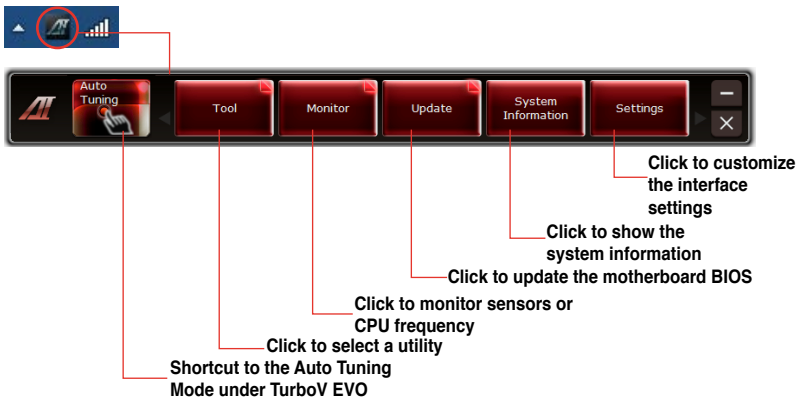 Auto
Tuning
Tool
Monitor
Update
System
Information
Settings
Click to customize
the interface
settings
Click to show the
system information
Click to update the motherboard BIOS
Click to monitor sensors or
CPU frequency
Click to select a utility
Shortcut to the Auto Tuning
Mode under TurboV EVO